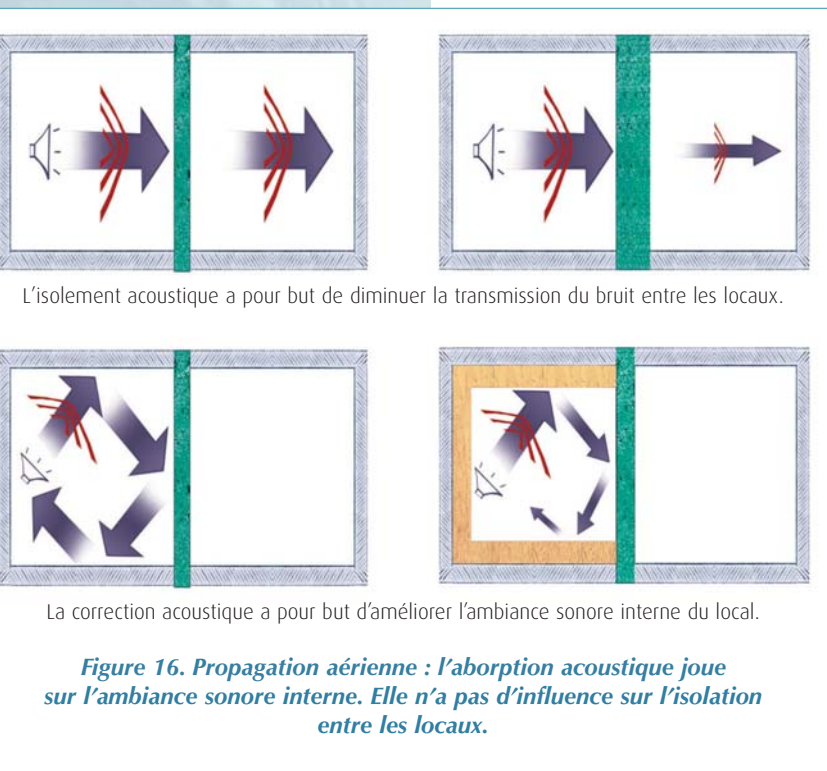 L’isolement acoustique a pour but de diminuer la transmission du bruit entre les locaux.
La correction acoustique a pour but d’améliorer l’ambiance sonore interne du local.
Figure 16. Propagation aérienne : l’aborption acoustique joue
sur l’ambiance sonore interne. Elle n’a pas d’influence sur l’isolation
entre les locaux.